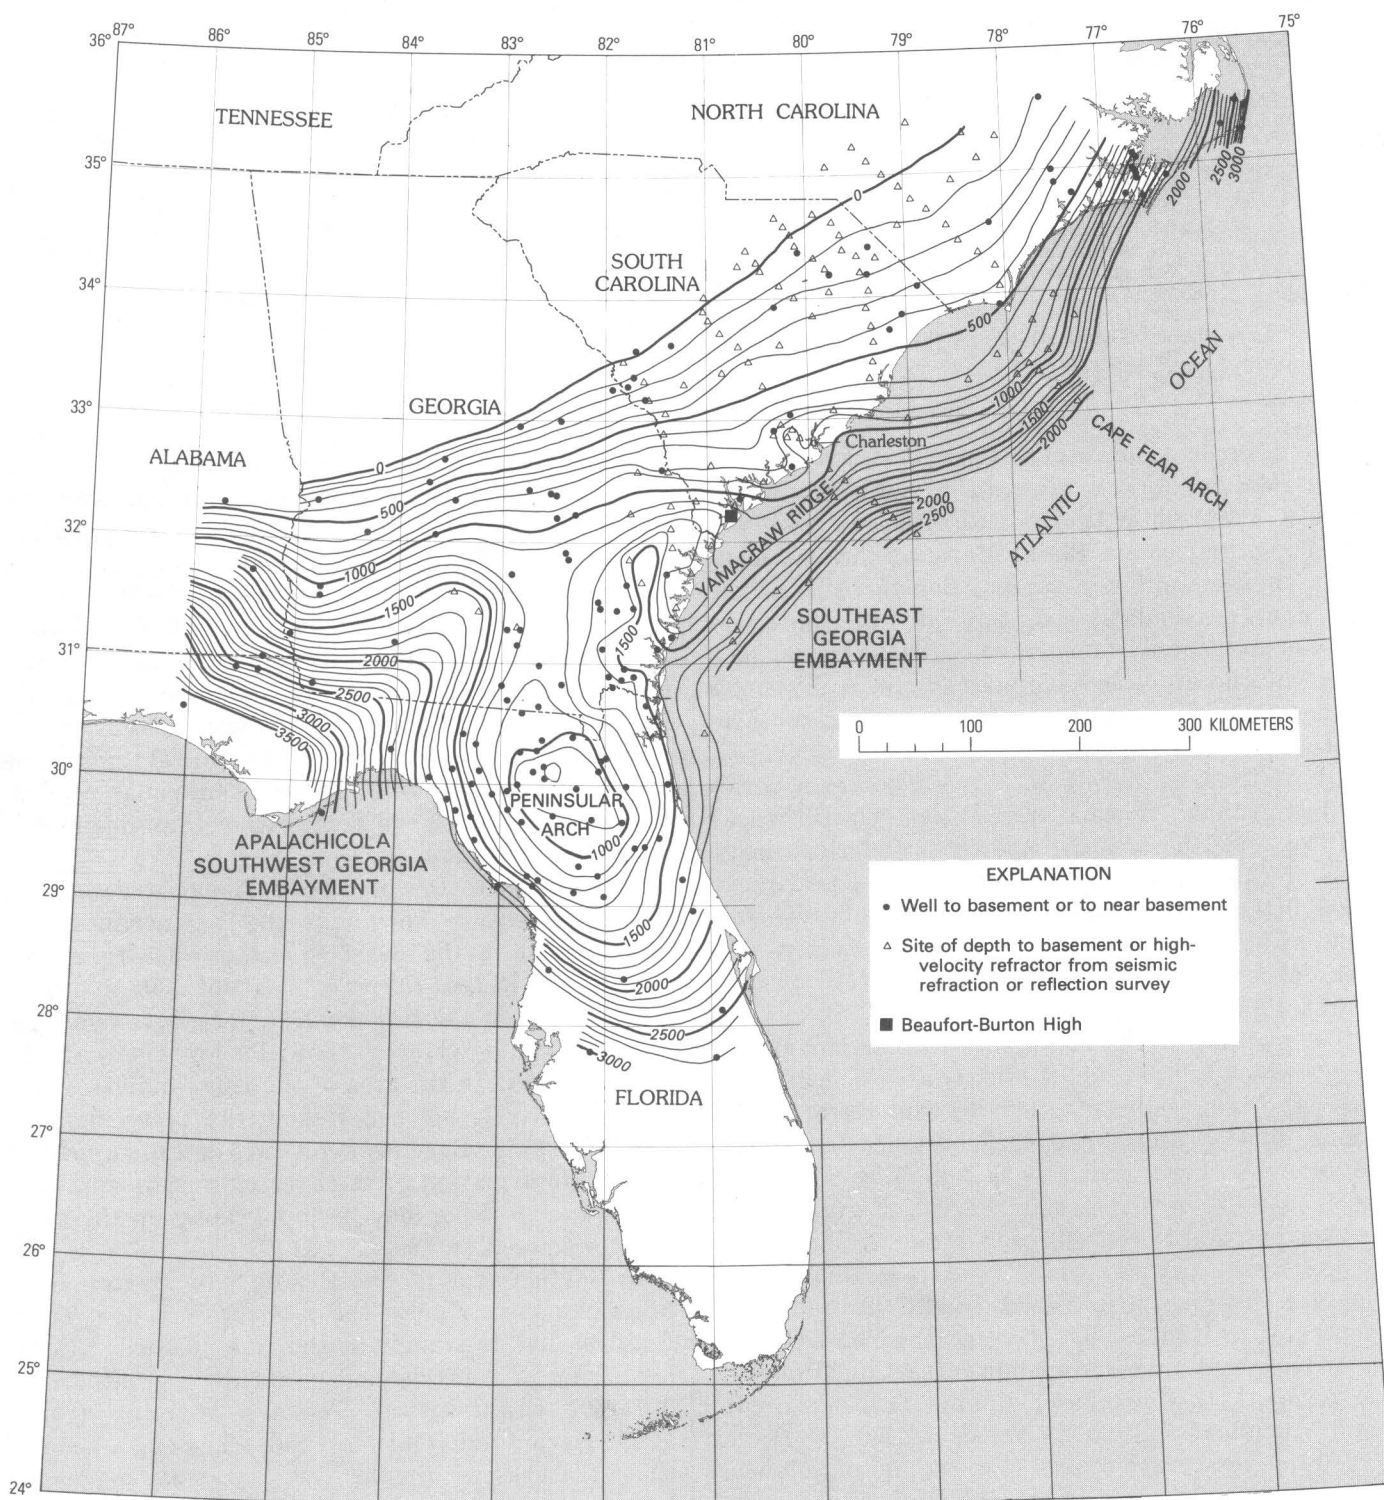 36° 87° 86° 85° 84° 83° 82° 81° 80° 79° 78° 77° 76° 75°
TENNESSEE
NORTH CAROLINA
35°
0
2000
2500
3000
SOUTH
CAROLINA
34°
500
OCEAN
33°
GEORGIA
1000
1500
2000
CAPE FEAR ARCH
Charleston
ALABAMA
0
500
YAMACRAW RIDGE
2000
2500
ATLANTIC
32°
1000
1500
1500
SOUTHEAST
GEORGIA
EMBAYMENT
31°
2000
2500
3000
3500
0 100 200 300 KILOMETERS
30°
PENINSULAR
ARCH
1000
APALACHICOLA
SOUTHWEST GEORGIA
EMBAYMENT
29°
1500
EXPLANATION
Well to basement or to near basement
Site of depth to basement or high-
velocity refractor from seismic
refraction or reflection survey
Beaufort-Burton High
2000
28°
2500
3000
FLORIDA
27°
26°
25°
24°